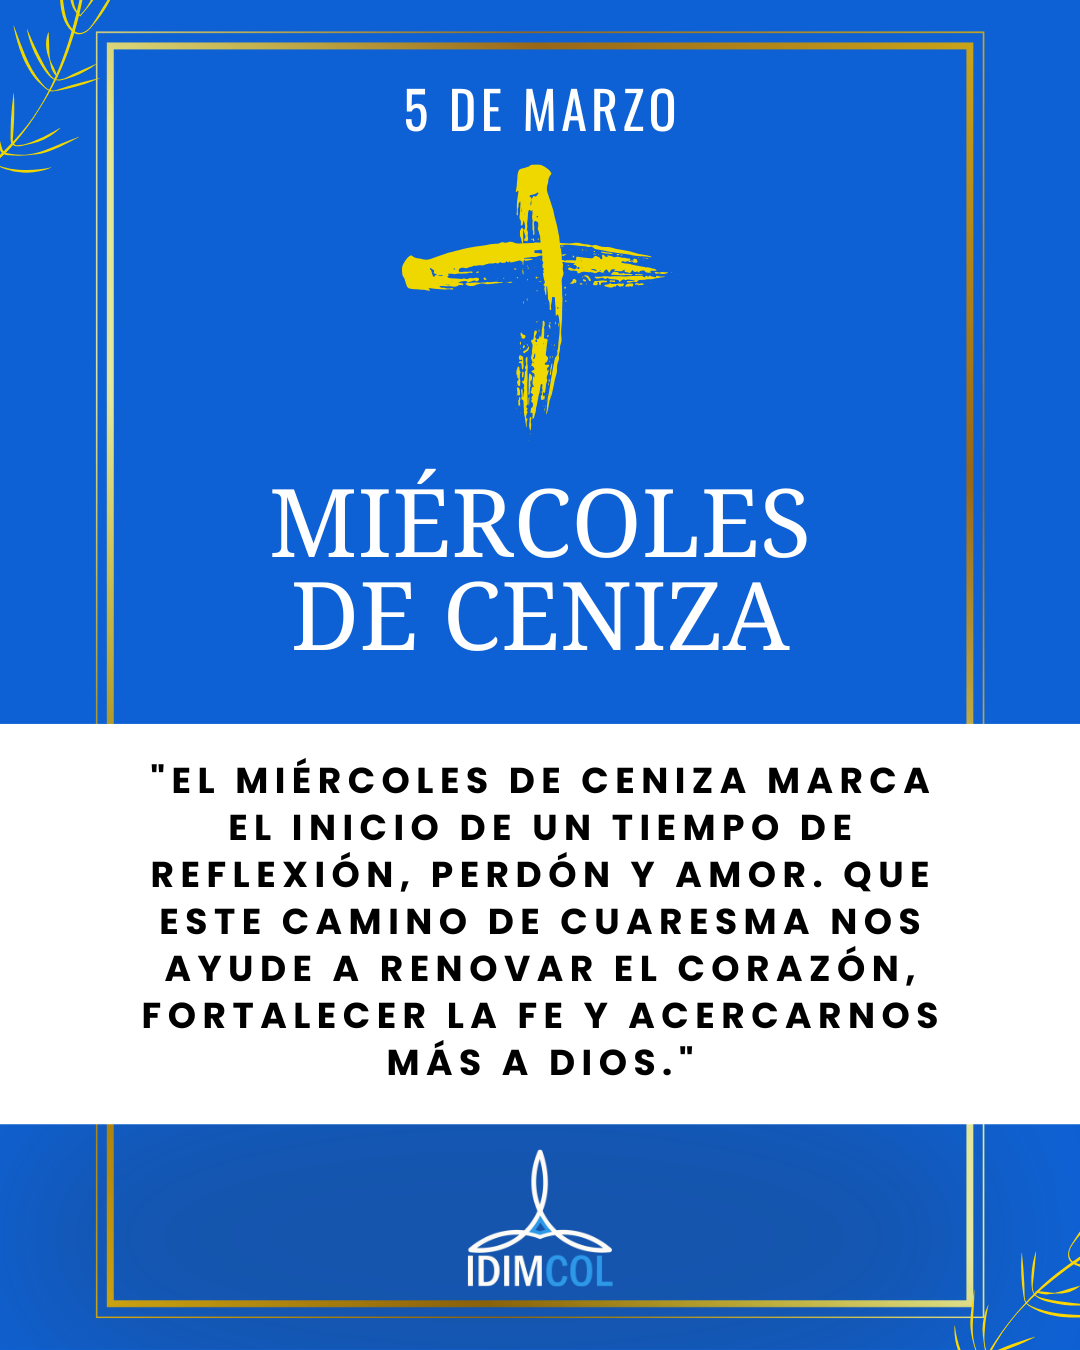 5 DE MARZO
MIÉRCOLES
DE CENIZA
"EL MIÉRCOLES DE CENIZA MARCA
EL INICIO DE UN TIEMPO DE
REFLEXIÓN, PERDÓN Y AMOR. QUE
ESTE CAMINO DE CUARESMA NOS
AYUDE A RENOVAR EL CORAZÓN,
FORTALECER LA FE Y ACERCARNOS
MÁS A DIOS."
IDIMCOL